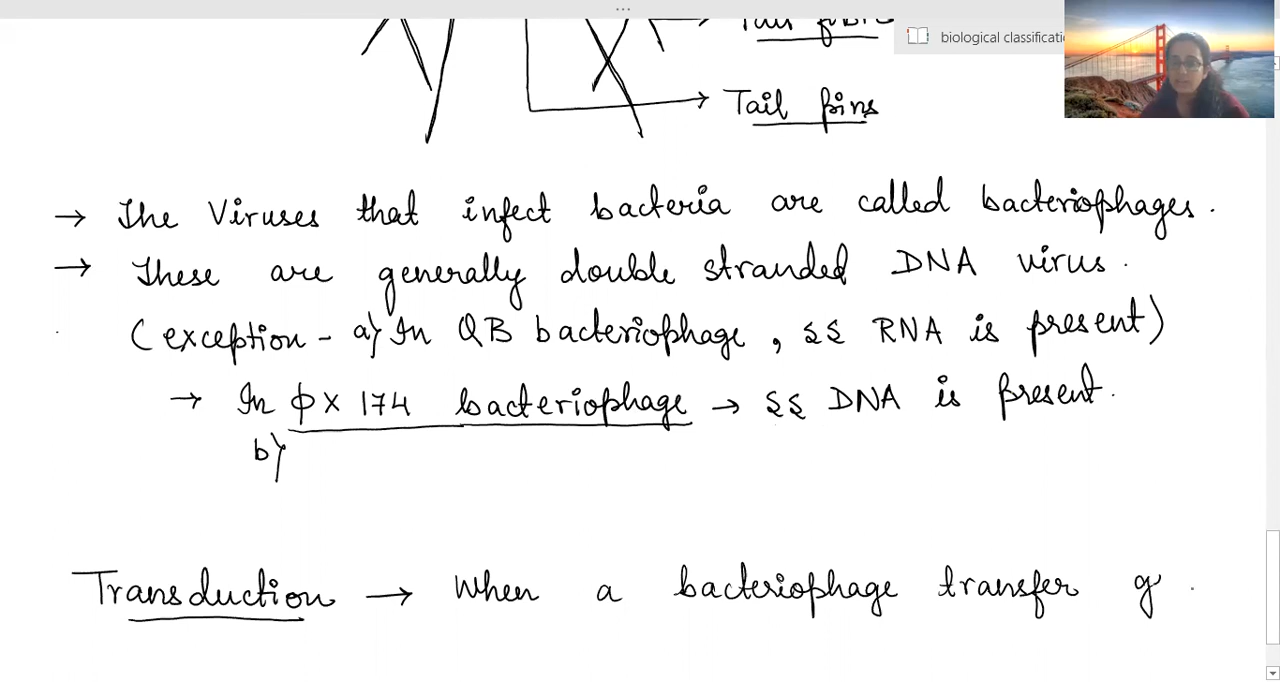 biological classificati
Tail fins
→ The Viruses that infect bacteria are called bacteriophages.
→ These are generally double stranded DNA virus.
(exception - a) In QB bacteriophage, ss RNA is present)
→ In φ X 174 bacteriophage → ss DNA is present.
b)
Transduction → When a bacteriophage transfer g